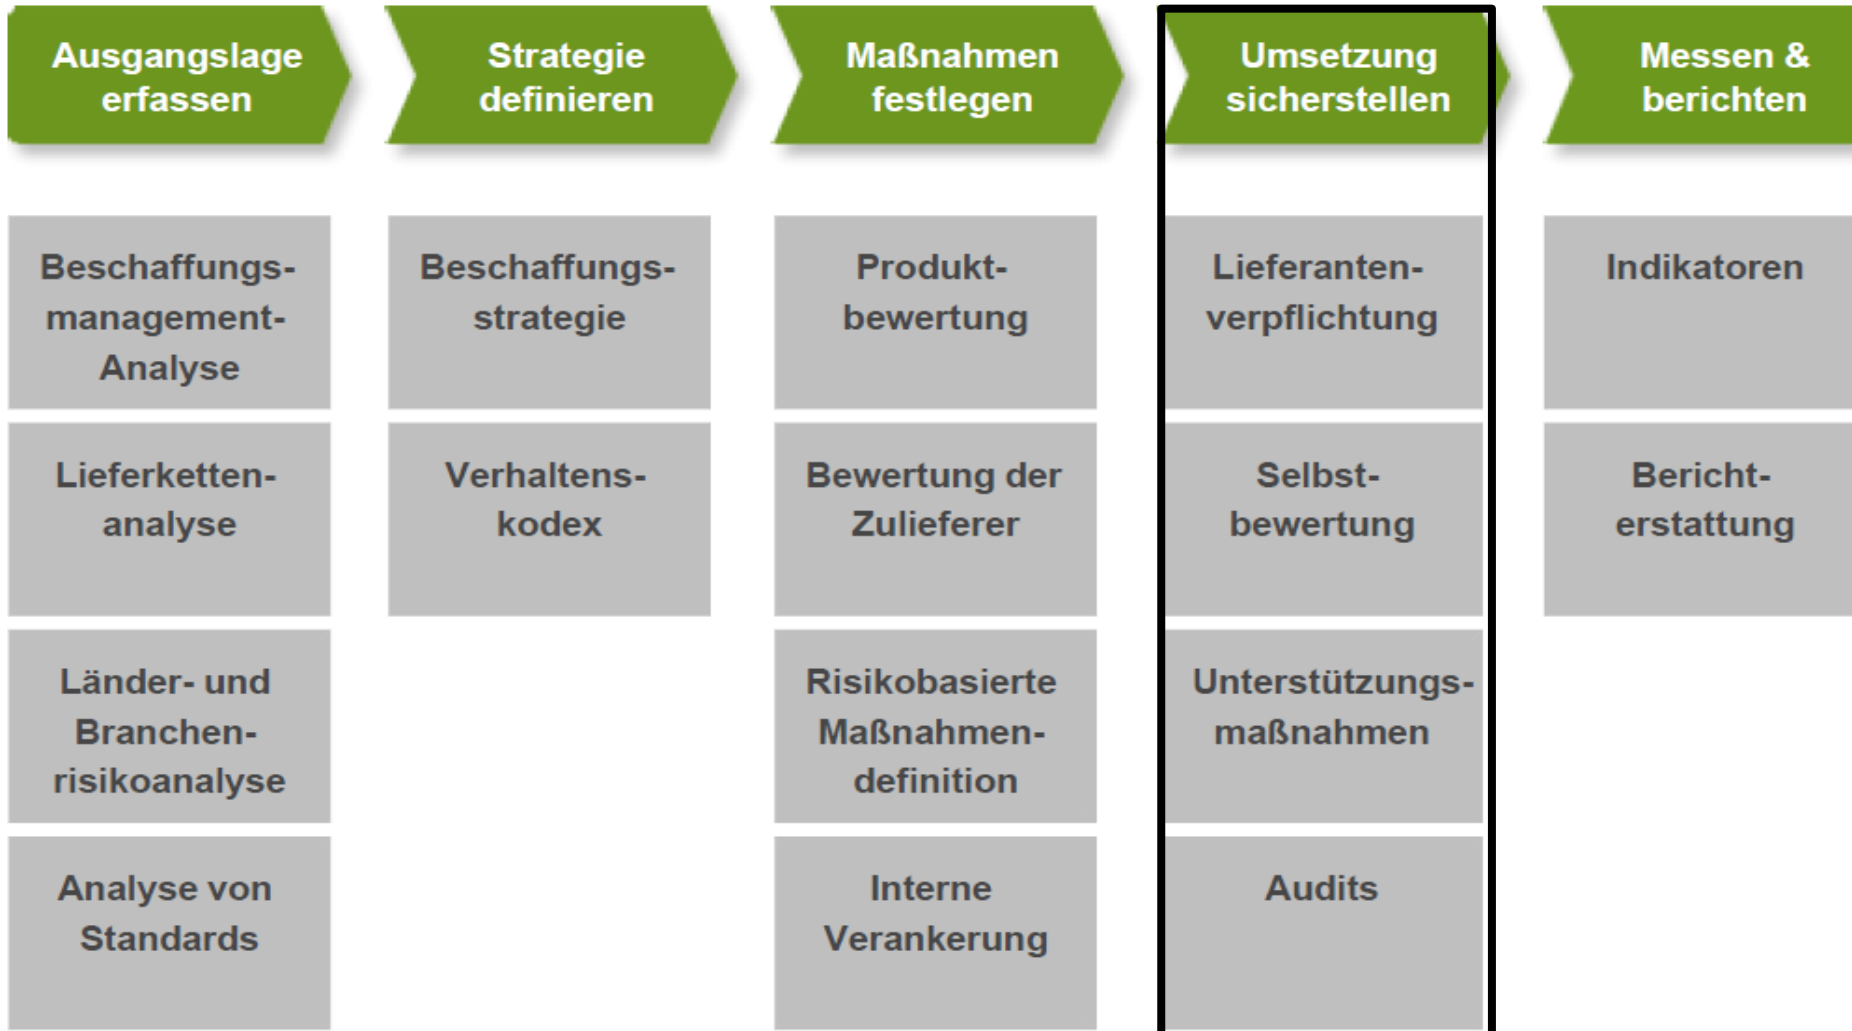 Ausgangslage
erfassen
Strategie
definieren
Maßnahmen
festlegen
Umsetzung
sicherstellen
Messen &
berichten
Beschaffungs-
management-
Analyse
Lieferketten-
analyse
Länder- und
Branchen-
risikoanalyse
Analyse von
Standards
Beschaffungs-
strategie
Verhaltens-
kodex
Produkt-
bewertung
Bewertung der
Zulieferer
Risikobasierte
Maßnahmen-
definition
Interne
Verankerung
Lieferanten-
verpflichtung
Selbst-
bewertung
Unterstützungs-
maßnahmen
Audits
Indikatoren
Bericht-
erstattung